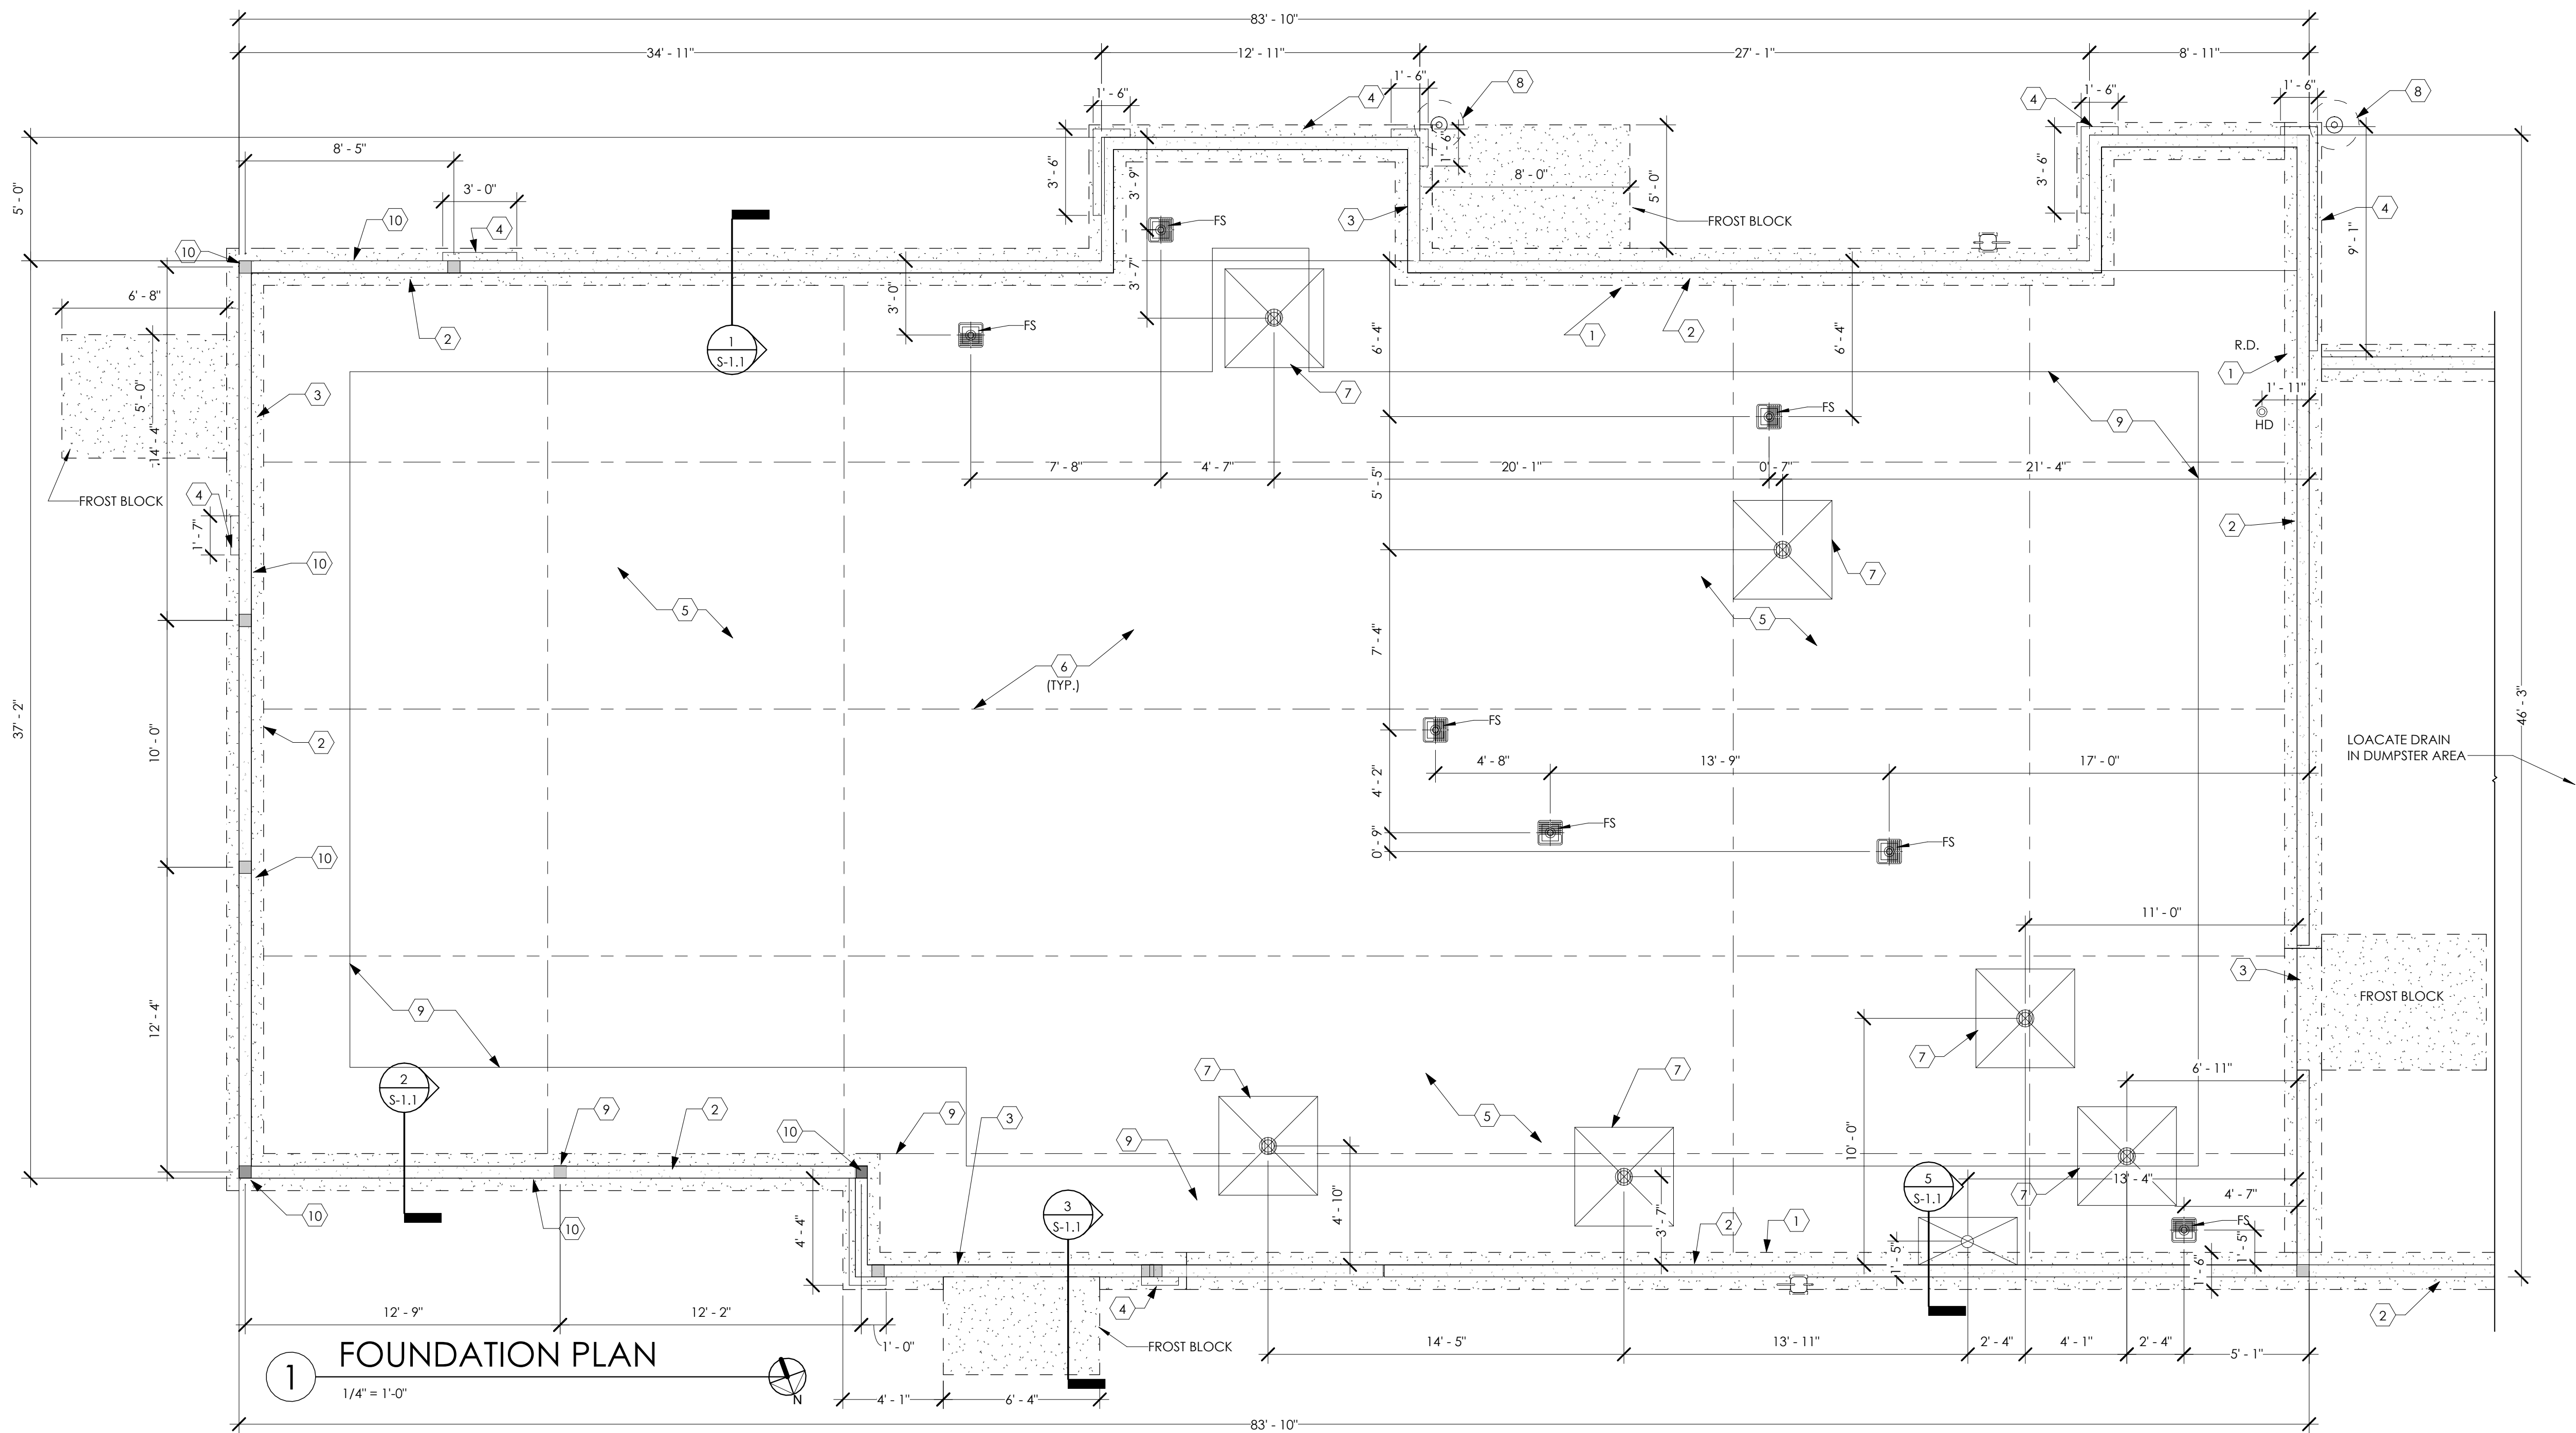 83' - 10"
34' - 11"
12' - 11"
27' - 1"
8' - 11"
1' - 6"
1' - 6"
1' - 6"
1' - 6"
4
8
4
8
5' - 0"
8' - 5"
3' - 0"
10
4
10
3' - 6"
3' - 9"
1' - 6"
8' - 0"
5' - 0"
3' - 6"
4
9' - 1"
FS
3
FROST BLOCK
6' - 8"
2
1
S-1.1
3' - 0"
FS
3' - 7"
7
6' - 4"
1
2
6' - 4"
R.D.
1
1' - 11"
HD
5' - 0"
3
14' - 4"
FS
9
FROST BLOCK
4
1' - 7"
10
7' - 8"
4' - 7"
20' - 1"
0' - 7"
21' - 4"
5' - 5"
2
7
5
5
6
(TYP.)
7' - 4"
37' - 2"
10' - 0"
2
46' - 3"
FS
LOACATE DRAIN
IN DUMPSTER AREA
4' - 8"
13' - 9"
17' - 0"
4' - 2"
FS
0' - 9"
FS
10
11' - 0"
3
FROST BLOCK
12' - 4"
9
2
S-1.1
9
2
10
9
3
9
7
5
7
7
6' - 11"
10' - 0"
7
13' - 4"
4' - 7"
FS
1' - 5"
1' - 6"
1' - 5"
5
S-1.1
10
10
4' - 4"
3
S-1.1
4' - 10"
3' - 7"
2
1
4
2
12' - 9"
12' - 2"
1' - 0"
FROST BLOCK
14' - 5"
13' - 11"
2' - 4"
4' - 1"
2' - 4"
5' - 1"
1
FOUNDATION PLAN
1/4" = 1'-0"
N
4' - 1"
6' - 4"
83' - 10"